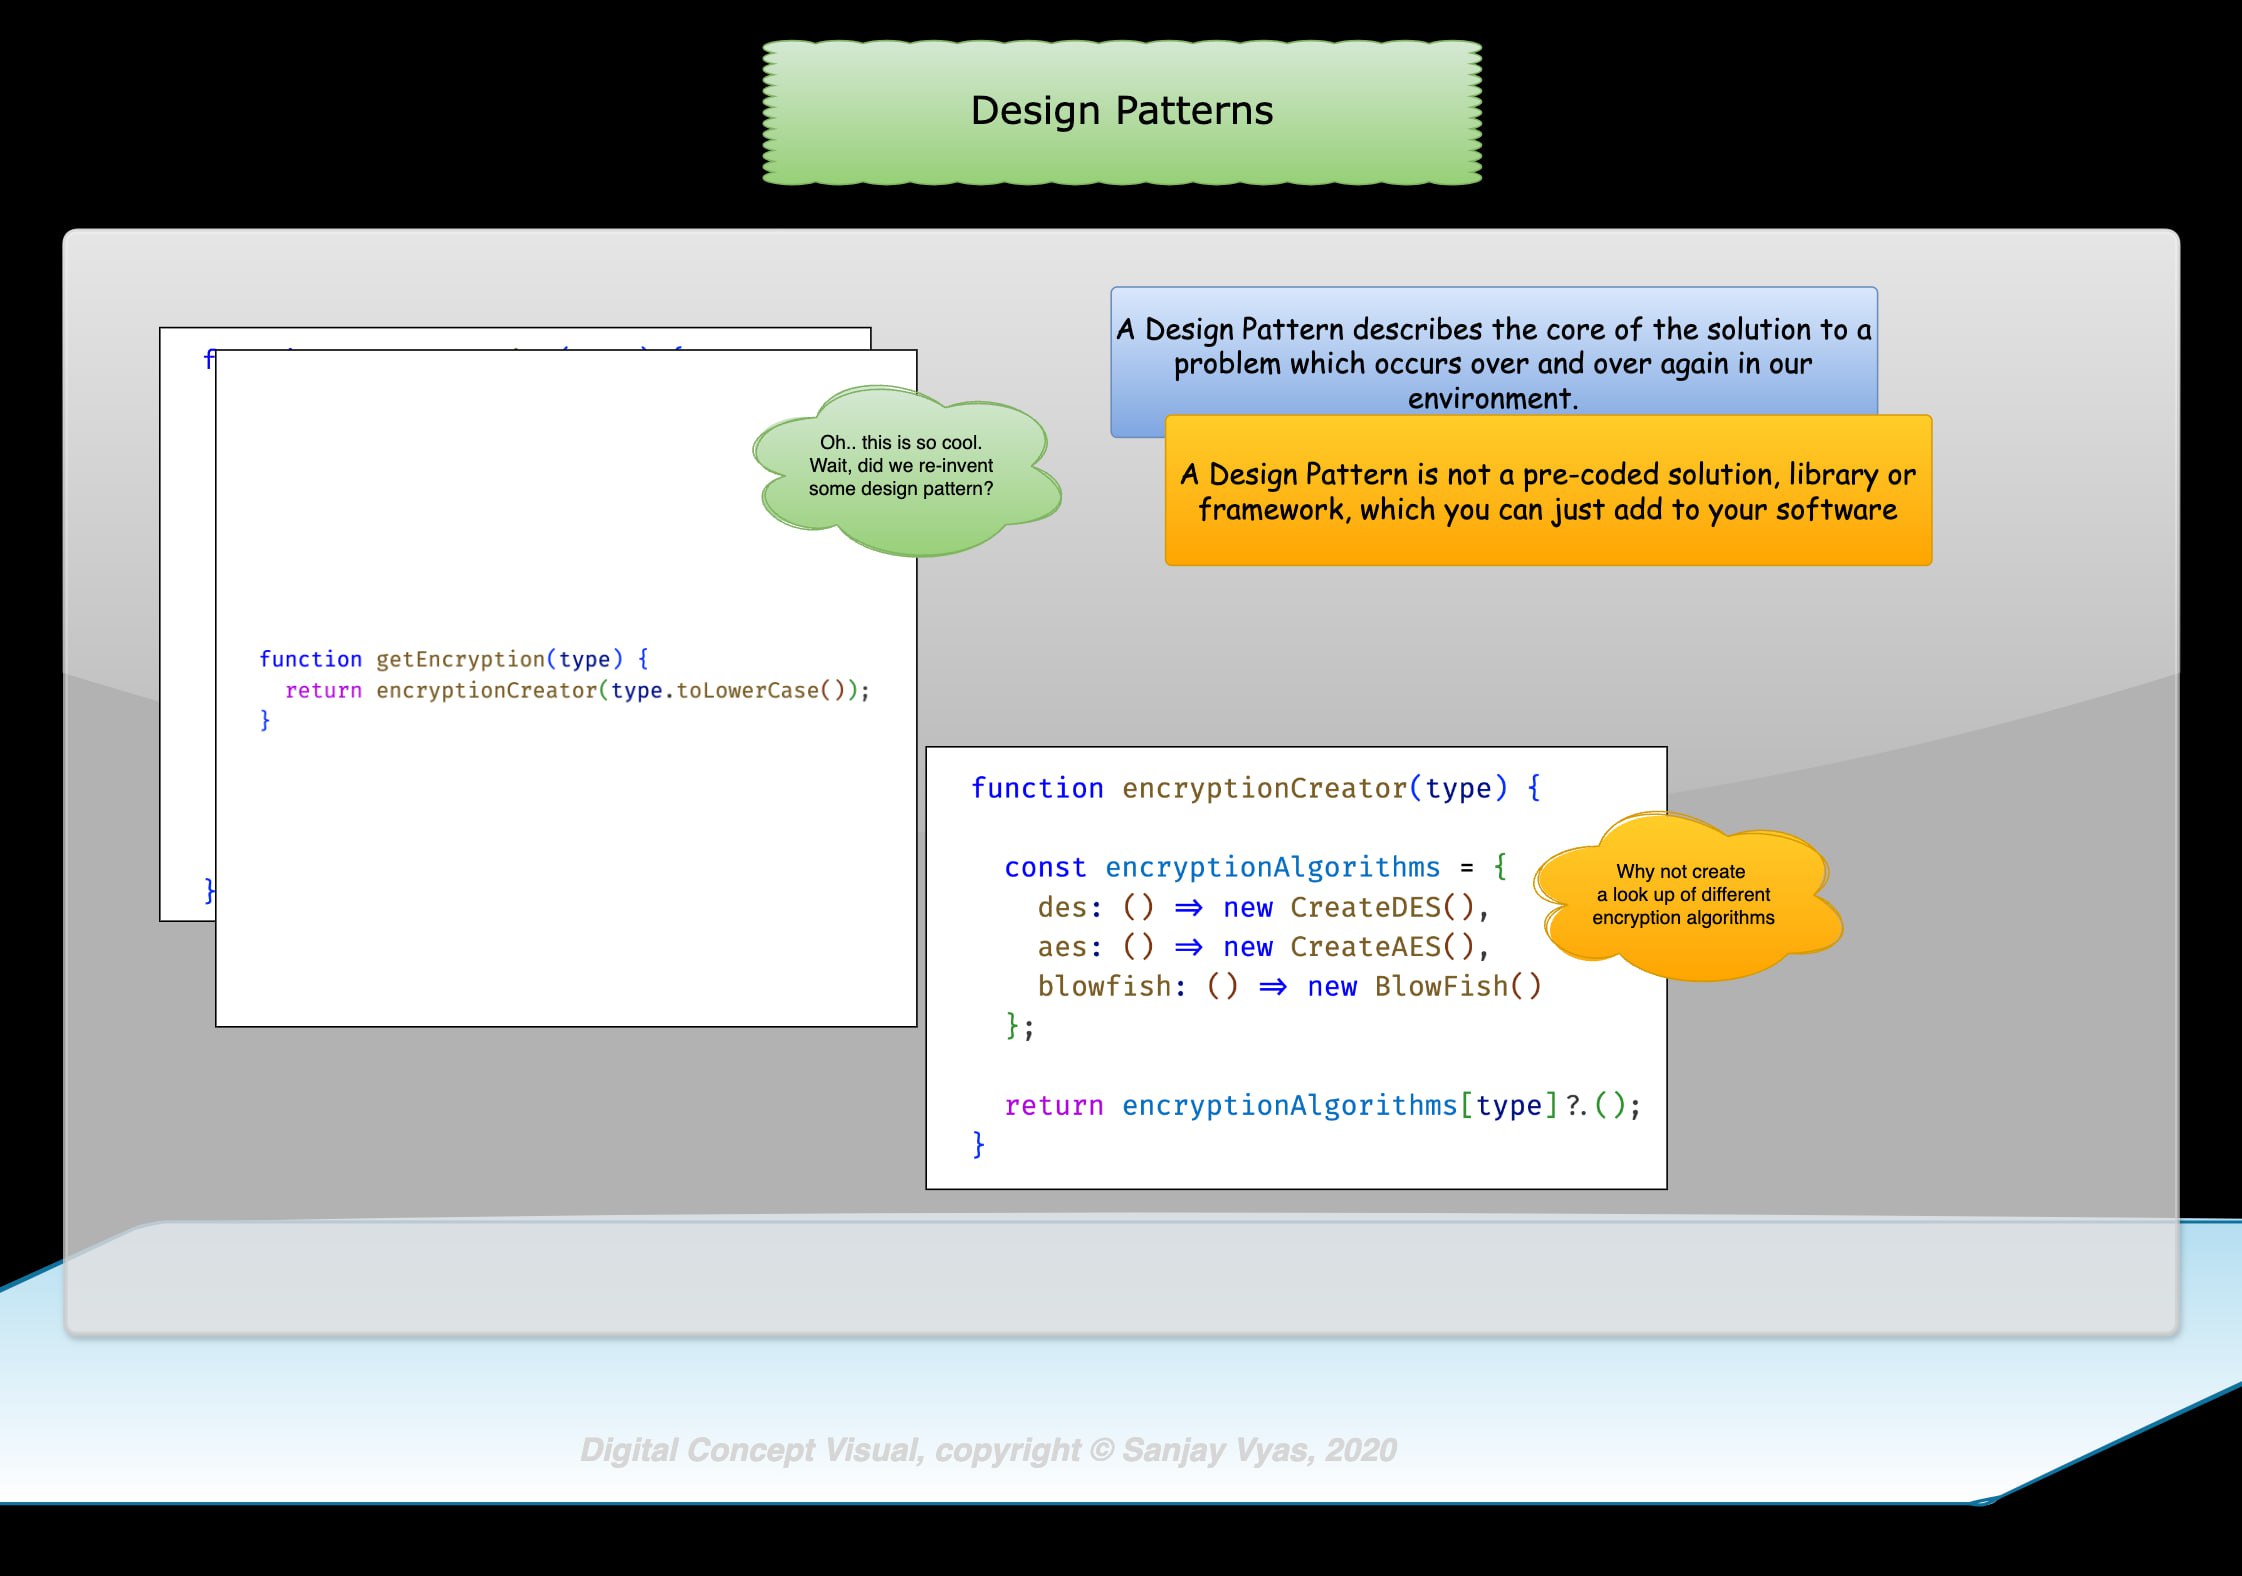 Design Patterns
A Design Pattern describes the core of the solution to a
problem which occurs over and over again in our
environment.
A Design Pattern is not a pre-coded solution, library or
framework, which you can just add to your software
f
}
Oh.. this is so cool.
Wait, did we re-invent
some design pattern?
function getEncryption(type) {
  return encryptionCreator(type.toLowerCase());
}
function encryptionCreator(type) {
  const encryptionAlgorithms = {
    des: () => new CreateDES(),
    aes: () => new CreateAES(),
    blowfish: () => new BlowFish()
  };
  return encryptionAlgorithms[type]?.();
}
Why not create
a look up of different
encryption algorithms
Digital Concept Visual, copyright © Sanjay Vyas, 2020